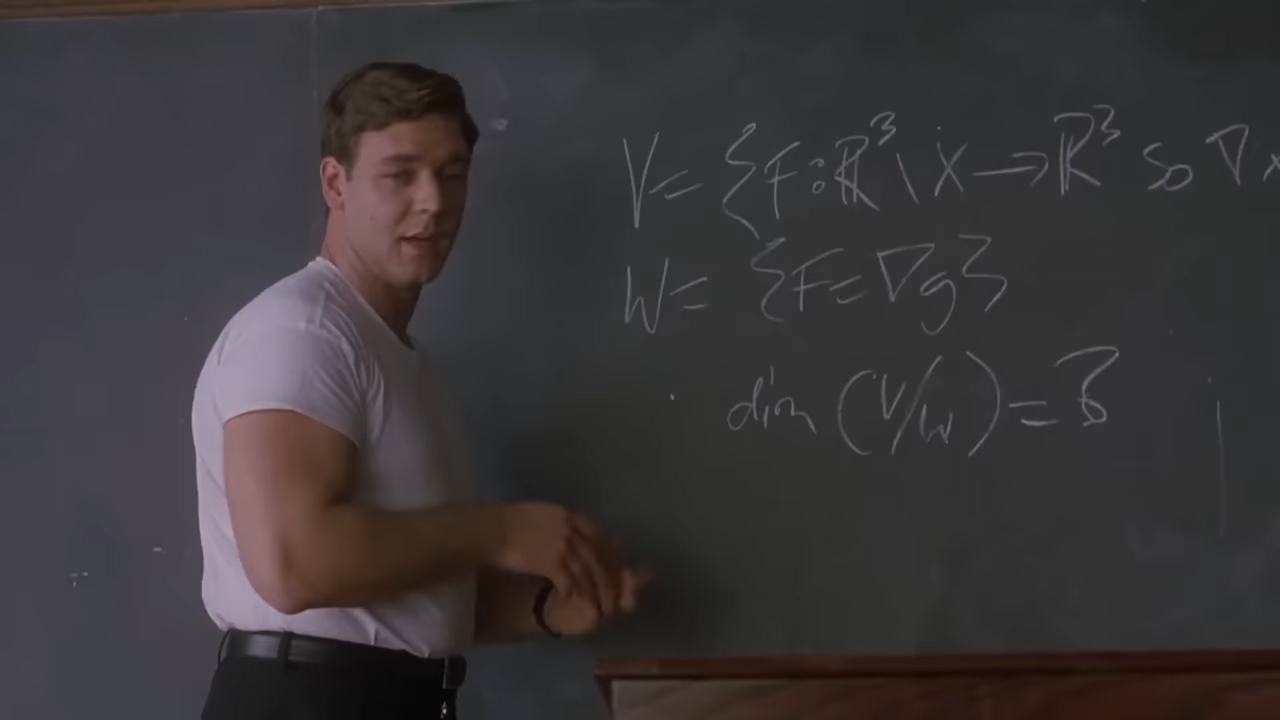 V = {F : ℝ³ \ X → ℝ³ so ∇ x
W = {F = ∇g}
dim (V/W) = 8